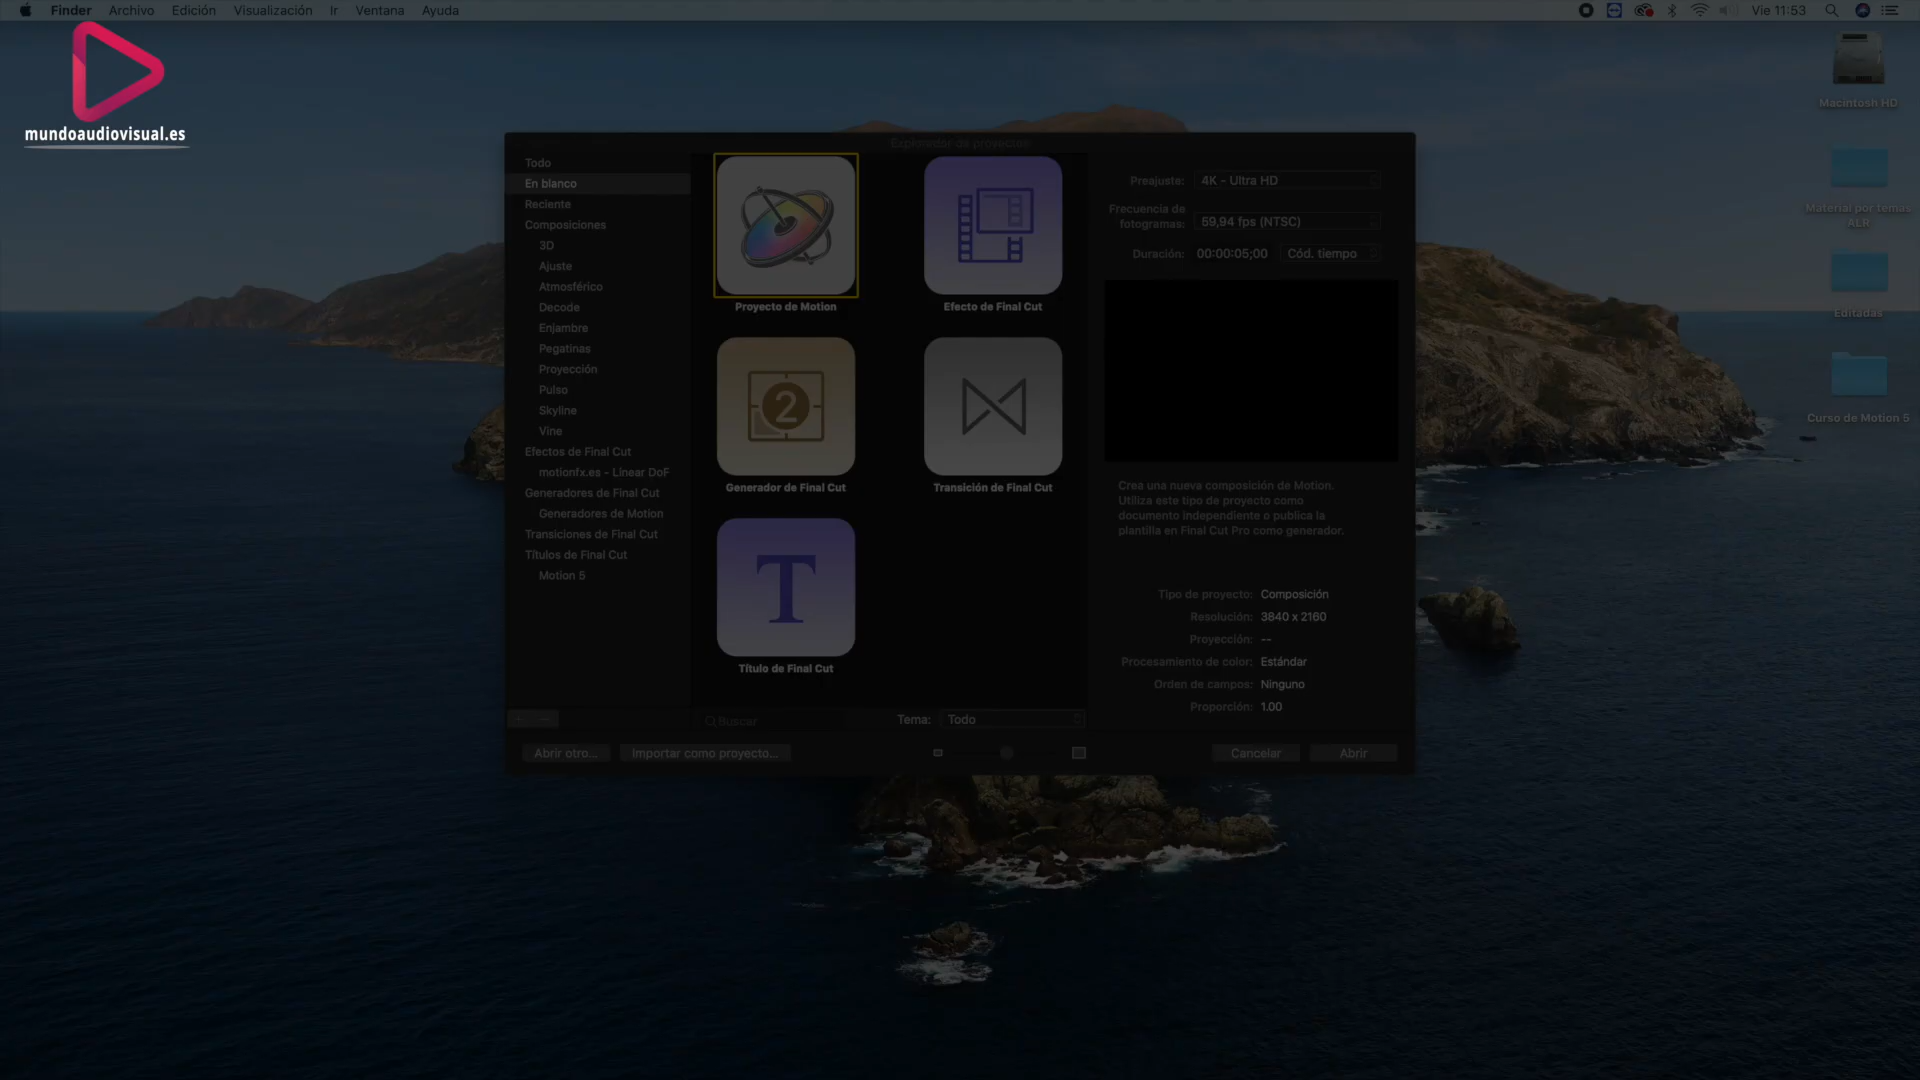 Finder Archivo Edición Visualización Ir Ventana Ayuda
Vie 11:53
mundoaudiovisual.es
Macintosh HD
Material por temas
ALR
Editadas
Curso de Motion 5
Explorador de proyectos
Todo
En blanco
Reciente
Composiciones
3D
Ajuste
Atmosférico
Decode
Enjambre
Pegatinas
Proyección
Pulso
Skyline
Vine
Efectos de Final Cut
motionfx.es - Linear DoF
Generadores de Final Cut
Generadores de Motion
Transiciones de Final Cut
Títulos de Final Cut
Motion 5
Proyecto de Motion
Efecto de Final Cut
2
Generador de Final Cut
Transición de Final Cut
T
Título de Final Cut
Preajuste: 4K - Ultra HD
Frecuencia de
fotogramas: 59,94 fps (NTSC)
Duración: 00:00:05;00 Cód. tiempo
Crea una nueva composición de Motion.
Utiliza este tipo de proyecto como
documento independiente o publica la
plantilla en Final Cut Pro como generador.
Tipo de proyecto: Composición
Resolución: 3840 x 2160
Proyección: --
Procesamiento de color: Estándar
Orden de campos: Ninguno
Proporción: 1.00
Buscar
Tema: Todo
Abrir otro...
Importar como proyecto...
Cancelar
Abrir